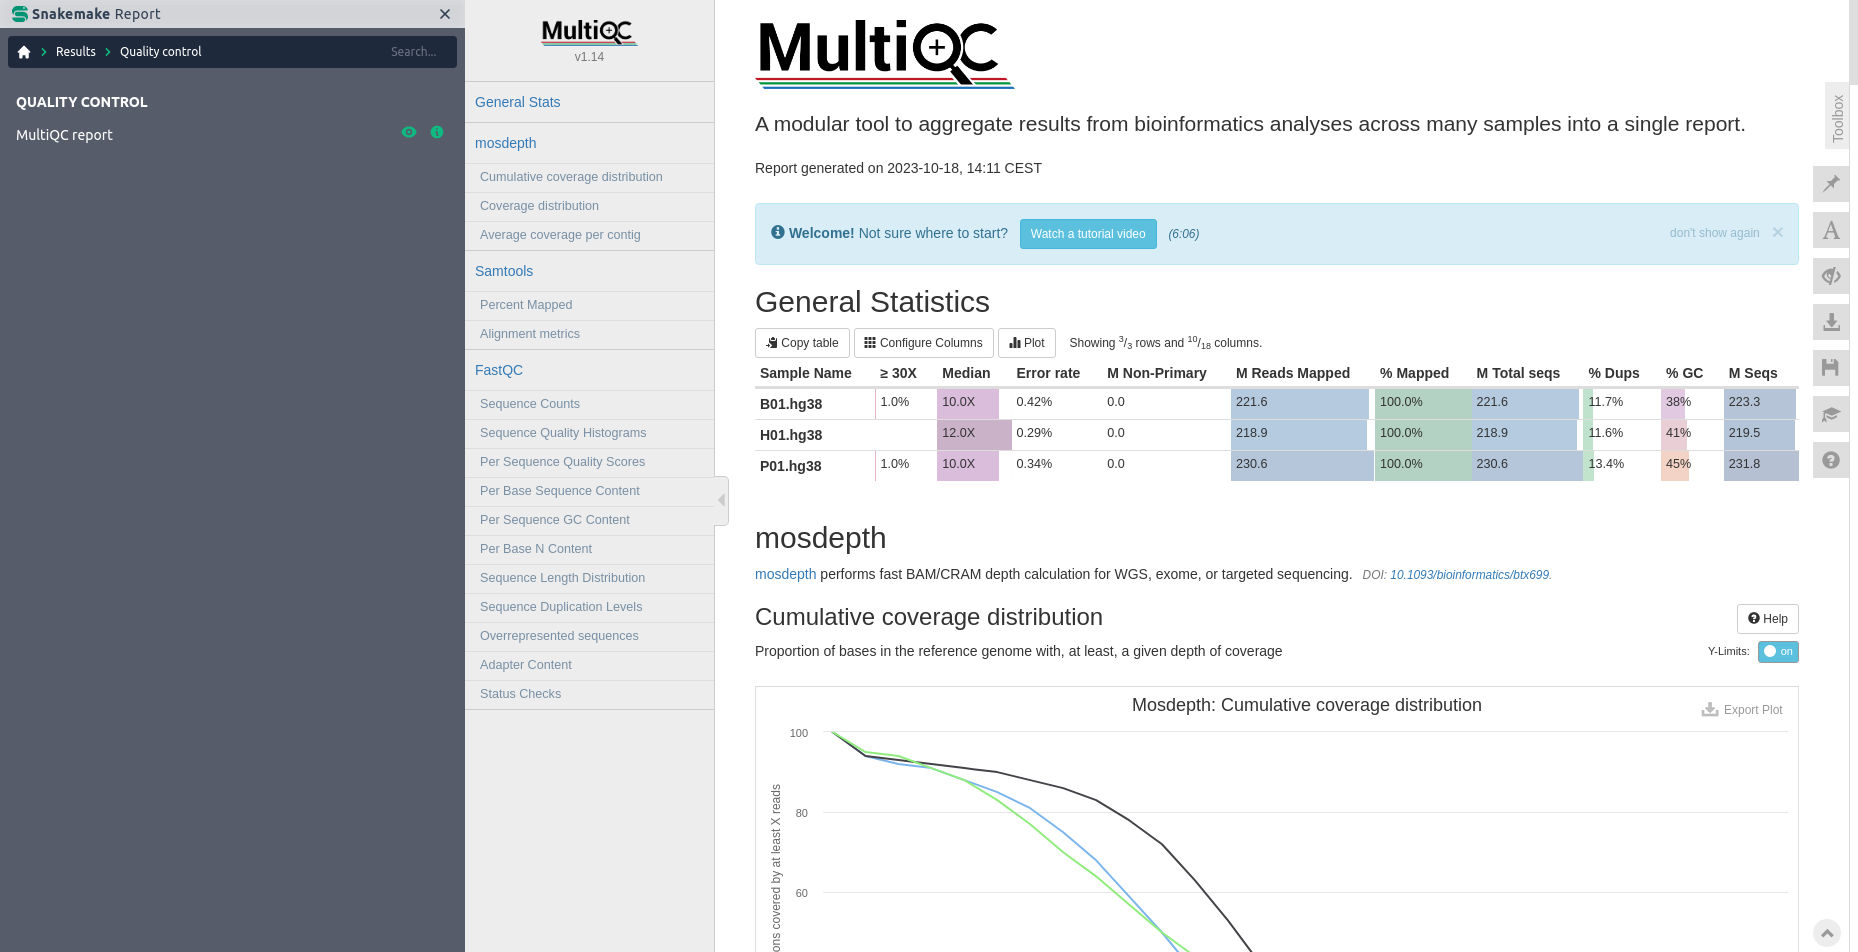 Snakemake Report
Results
Quality control
Search...
QUALITY CONTROL
MultiQC report
MultiQC
v1.14
General Stats
mosdepth
Cumulative coverage distribution
Coverage distribution
Average coverage per contig
Samtools
Percent Mapped
Alignment metrics
FastQC
Sequence Counts
Sequence Quality Histograms
Per Sequence Quality Scores
Per Base Sequence Content
Per Sequence GC Content
Per Base N Content
Sequence Length Distribution
Sequence Duplication Levels
Overrepresented sequences
Adapter Content
Status Checks
MultiQC
A modular tool to aggregate results from bioinformatics analyses across many samples into a single report.
Report generated on 2023-10-18, 14:11 CEST
Welcome! Not sure where to start? Watch a tutorial video (6:06) don't show again ×
General Statistics
Copy table Configure Columns Plot Showing 3/3 rows and 10/18 columns.
Sample Name ≥ 30X Median Error rate M Non-Primary M Reads Mapped % Mapped M Total seqs % Dups % GC M Seqs
B01.hg38 1.0% 10.0X 0.42% 0.0 221.6 100.0% 221.6 11.7% 38% 223.3
H01.hg38 12.0X 0.29% 0.0 218.9 100.0% 218.9 11.6% 41% 219.5
P01.hg38 1.0% 10.0X 0.34% 0.0 230.6 100.0% 230.6 13.4% 45% 231.8
mosdepth
mosdepth performs fast BAM/CRAM depth calculation for WGS, exome, or targeted sequencing. DOI: 10.1093/bioinformatics/btx699.
Cumulative coverage distribution
Help
Proportion of bases in the reference genome with, at least, a given depth of coverage
Y-Limits: on
Mosdepth: Cumulative coverage distribution
Export Plot
100
80
60
ons covered by at least X reads
Toolbox
A